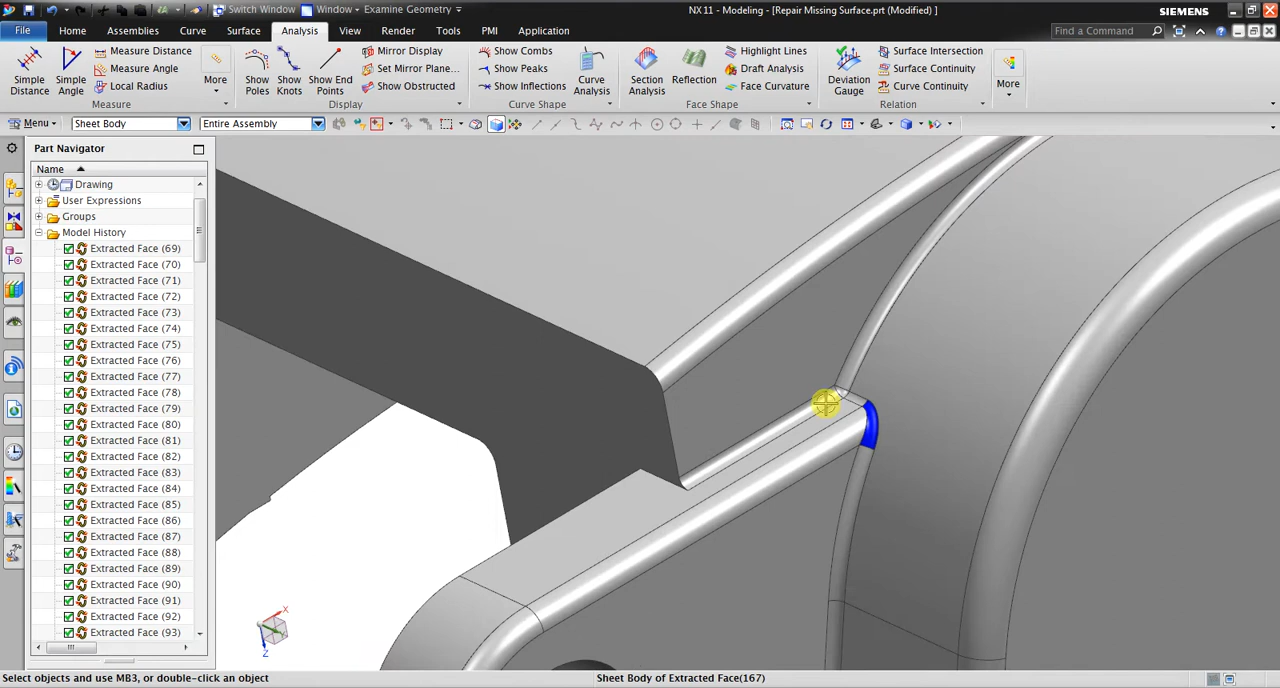 Switch Window Window Examine Geometry NX 11 - Modeling - [Repair Missing Surface.prt (Modified) ] SIEMENS
File Home Assemblies Curve Surface Analysis View Render Tools PMI Application Find a Command
Simple Distance
Simple Angle
Measure Distance
Measure Angle
Local Radius
More
Measure
Show Poles
Show Knots
Show End Points
Mirror Display
Set Mirror Plane...
Show Obstructed
Display
Show Combs
Show Peaks
Show Inflections
Curve Analysis
Curve Shape
Section Analysis
Reflection
Highlight Lines
Draft Analysis
Face Curvature
Face Shape
Deviation Gauge
Surface Intersection
Surface Continuity
Curve Continuity
Relation
More
Menu Sheet Body Entire Assembly
Part Navigator
Name
Drawing
User Expressions
Groups
Model History
Extracted Face (69)
Extracted Face (70)
Extracted Face (71)
Extracted Face (72)
Extracted Face (73)
Extracted Face (74)
Extracted Face (75)
Extracted Face (76)
Extracted Face (77)
Extracted Face (78)
Extracted Face (79)
Extracted Face (80)
Extracted Face (81)
Extracted Face (82)
Extracted Face (83)
Extracted Face (84)
Extracted Face (85)
Extracted Face (86)
Extracted Face (87)
Extracted Face (88)
Extracted Face (89)
Extracted Face (90)
Extracted Face (91)
Extracted Face (92)
Extracted Face (93)
X
Z
Select objects and use MB3, or double-click an object Sheet Body of Extracted Face(167)